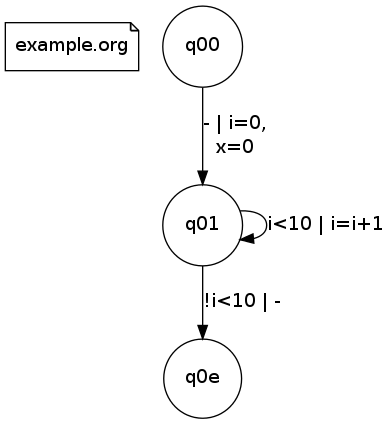 example.org
q00
- | i=0,
x=0
q01
i<10 | i=i+1
!i<10 | -
q0e